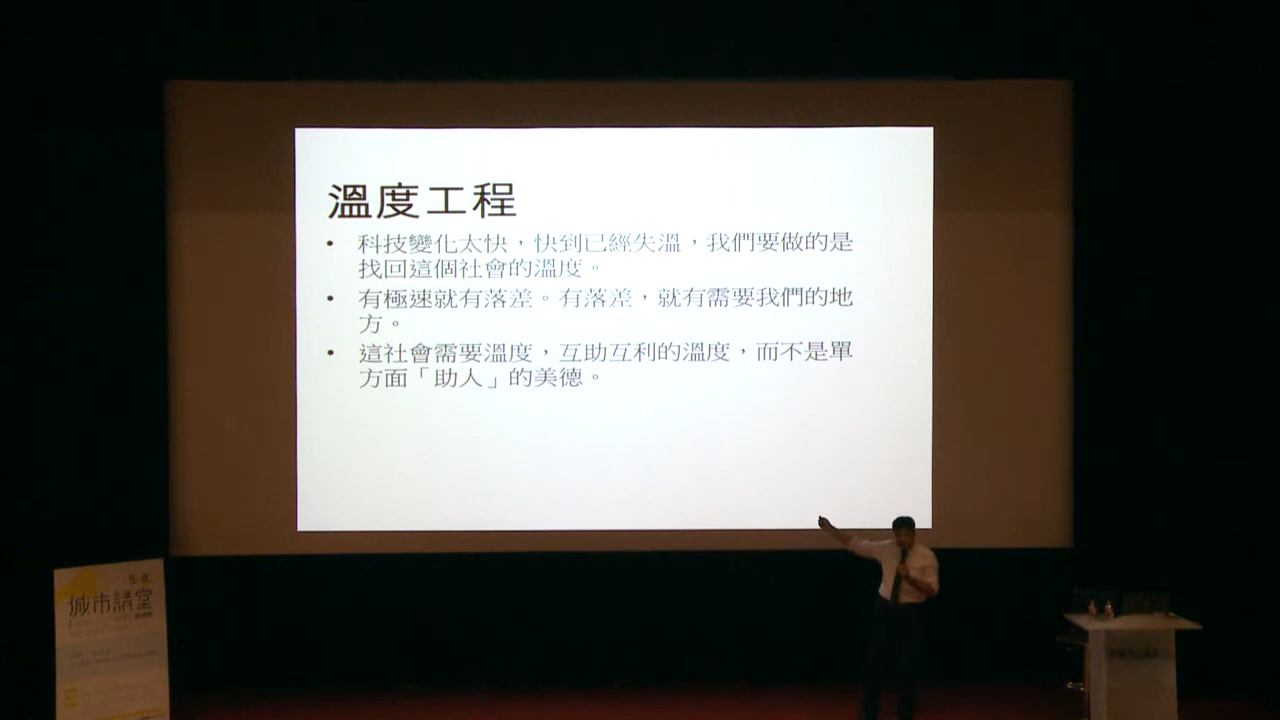 溫度工程
• 科技變化太快，快到已經失溫，我們要做的是
找回這個社會的溫度。
• 有極速就有落差。有落差，就有需要我們的地
方。
• 這社會需要溫度，互助互利的溫度，而不是單
方面「助人」的美德。
城市講堂